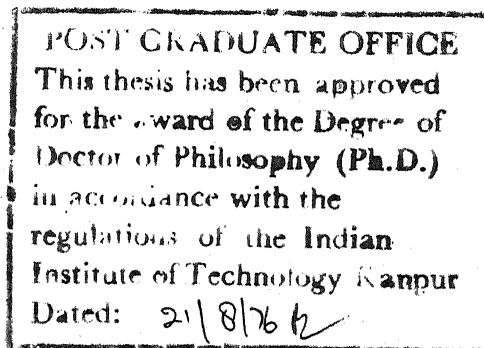 POST GRADUATE OFFICE
This thesis has been approved
for the award of the Degree of
Doctor of Philosophy (Ph.D.)
in accordance with the
regulations of the Indian
Institute of Technology Kanpur
Dated: 21/8/76